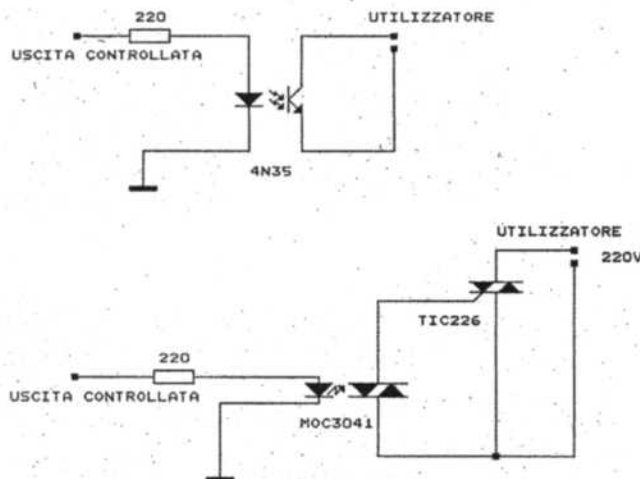 220
UTILIZZATORE
USCITA CONTROLLATA
4N35
UTILIZZATORE
220V
TIC226
220
USCITA CONTROLLATA
MOC3041